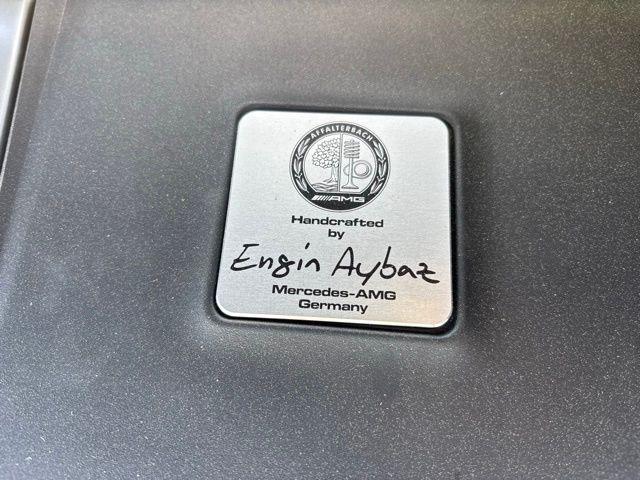 AFFALTERBACH
AMG
Handcrafted
by
Engin Aybaz
Mercedes-AMG
Germany